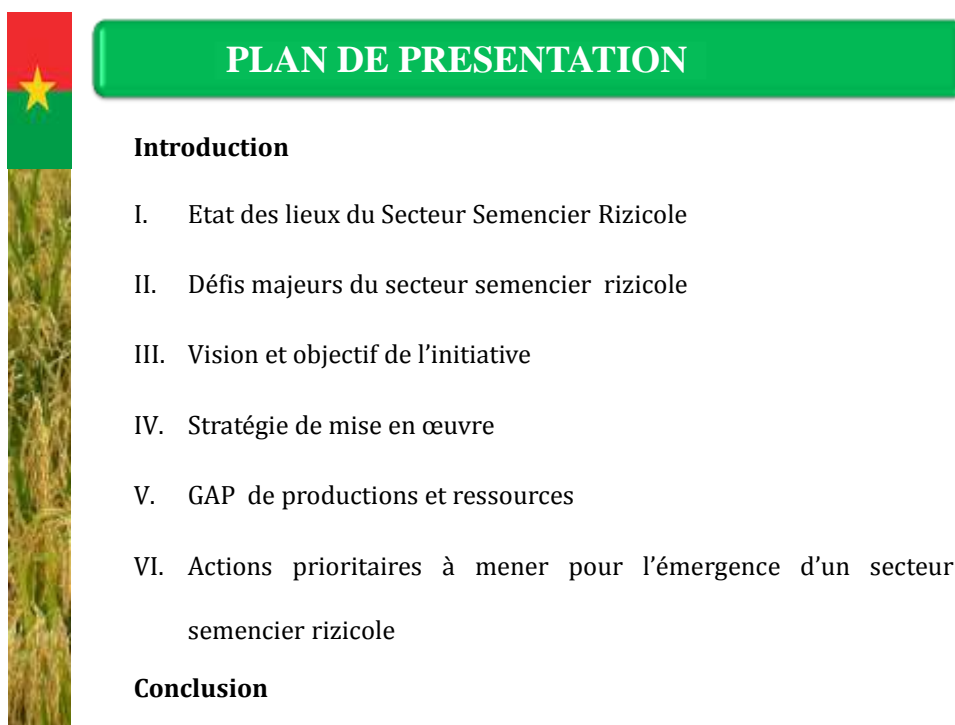 PLAN DE PRESENTATION
Introduction
I. Etat des lieux du Secteur Semencier Rizicole
II. Défis majeurs du secteur semencier rizicole
III. Vision et objectif de l’initiative
IV. Stratégie de mise en œuvre
V. GAP de productions et ressources
VI. Actions prioritaires à mener pour l’émergence d’un secteur
semencier rizicole
Conclusion